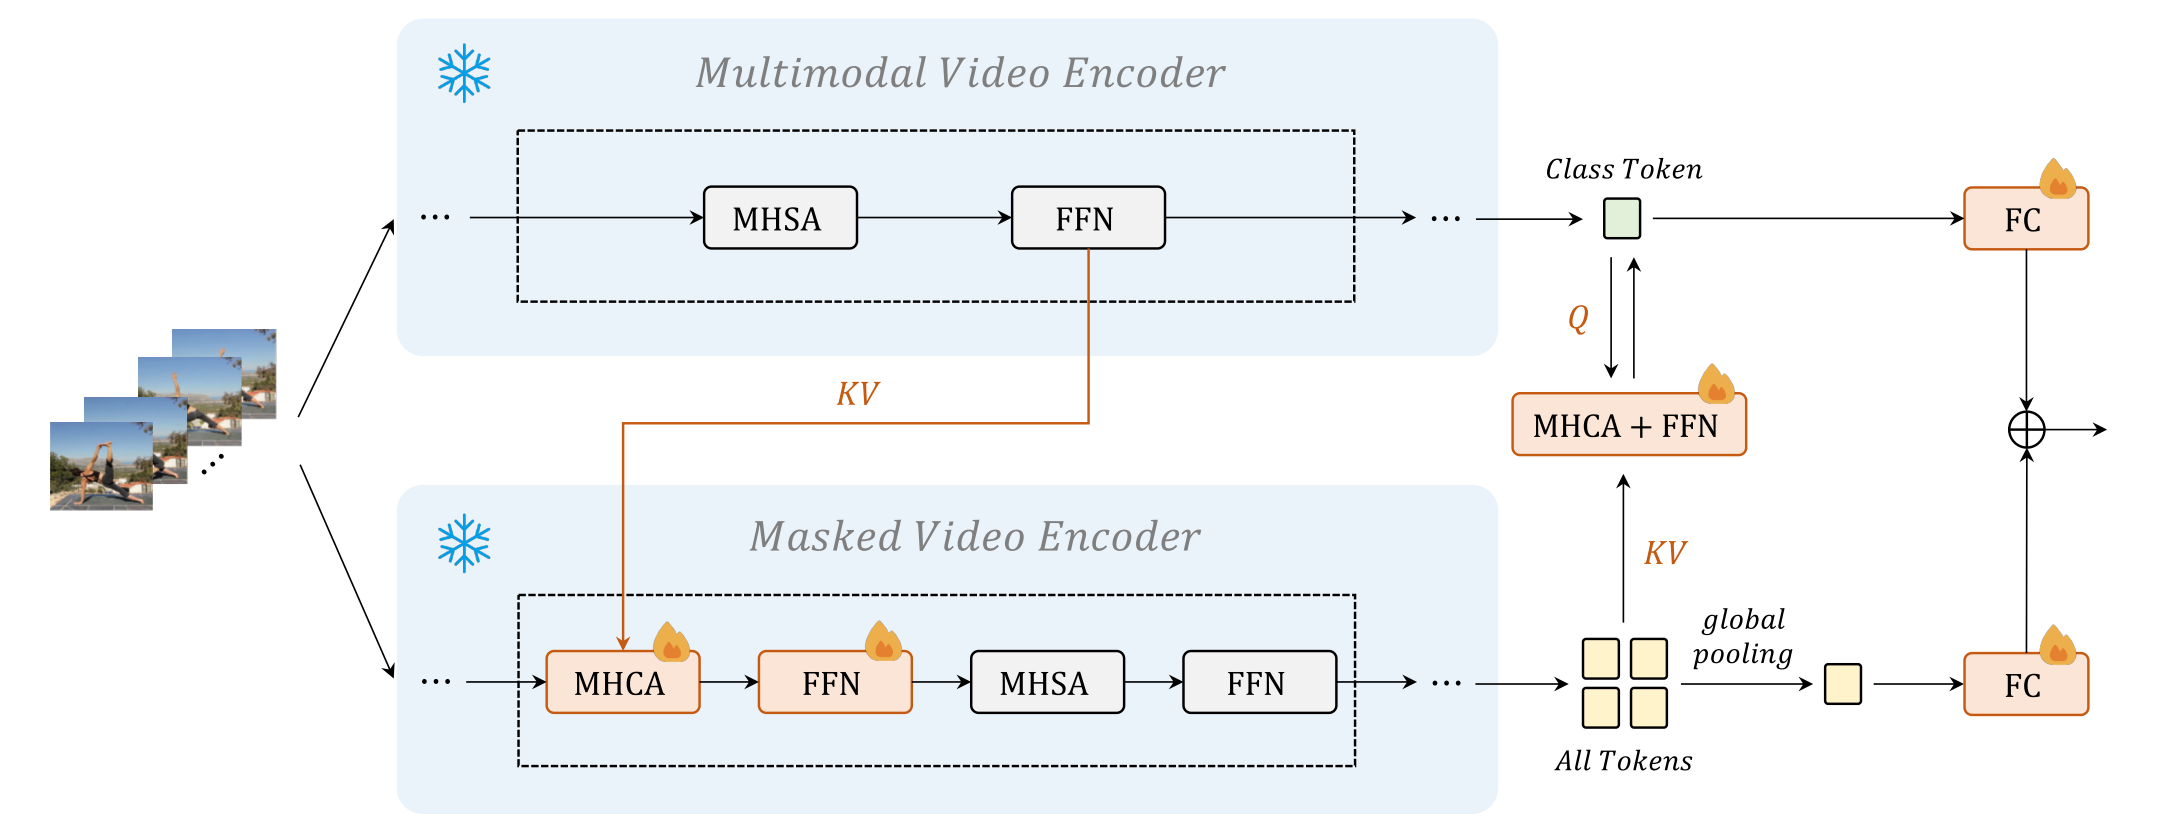 Multimodal Video Encoder
...
MHSA
FFN
...
Class Token
FC
Q
KV
MHCA + FFN
...
Masked Video Encoder
KV
...
MHCA
FFN
MHSA
FFN
...
global
pooling
FC
All Tokens